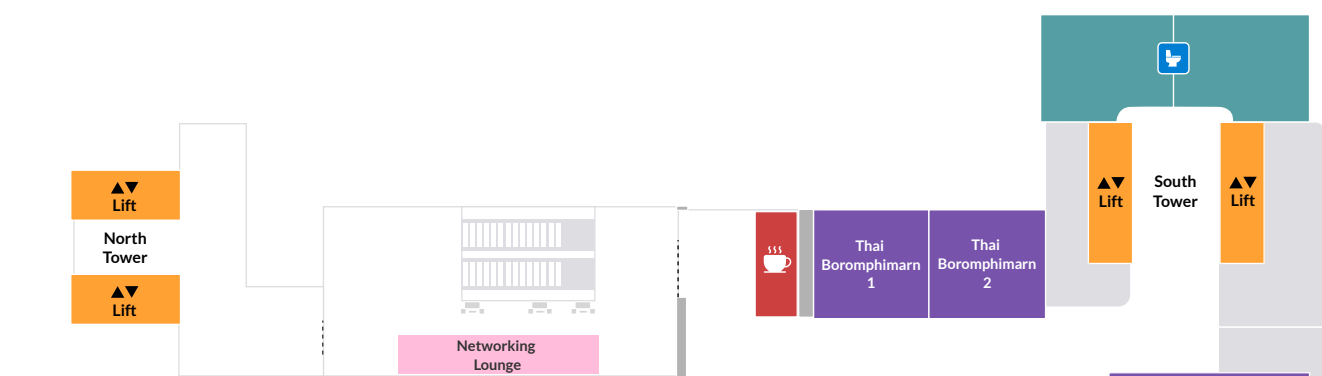 ▲▼
Lift
North
Tower
▲▼
Lift
Networking
Lounge
Thai
Boromphimarn
1
Thai
Boromphimarn
2
▲▼
Lift
South
Tower
▲▼
Lift